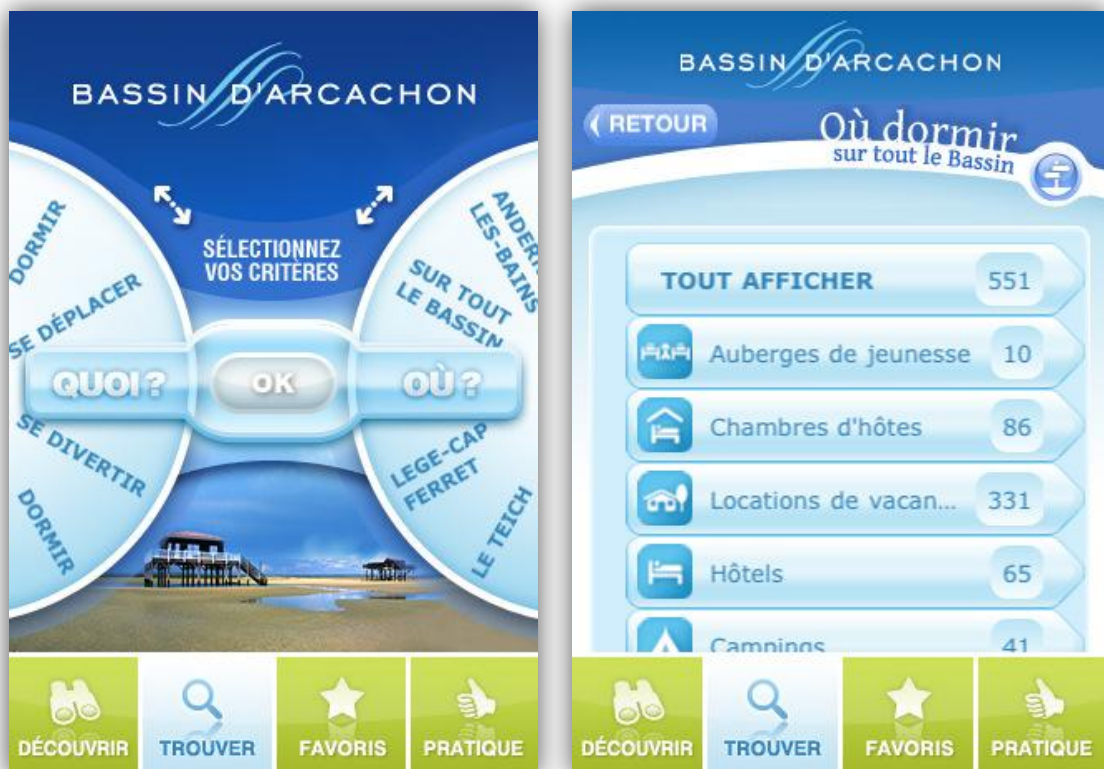 BASSIN D'ARCACHON
SÉLECTIONNEZ
VOS CRITÈRES
DORMIR
SE DÉPLACER
QUOI ?
SE DIVERTIR
DORMIR
OK
ANDER
LES-BAINS
SUR TOUT
LE BASSIN
OÙ ?
LEGE-CAP
FERRET
LE TEICH
DÉCOUVRIR
TROUVER
FAVORIS
PRATIQUE
BASSIN D'ARCACHON
RETOUR
Où dormir
sur tout le Bassin
TOUT AFFICHER 551
Auberges de jeunesse 10
Chambres d'hôtes 86
Locations de vacan... 331
Hôtels 65
Campings 41
DÉCOUVRIR
TROUVER
FAVORIS
PRATIQUE